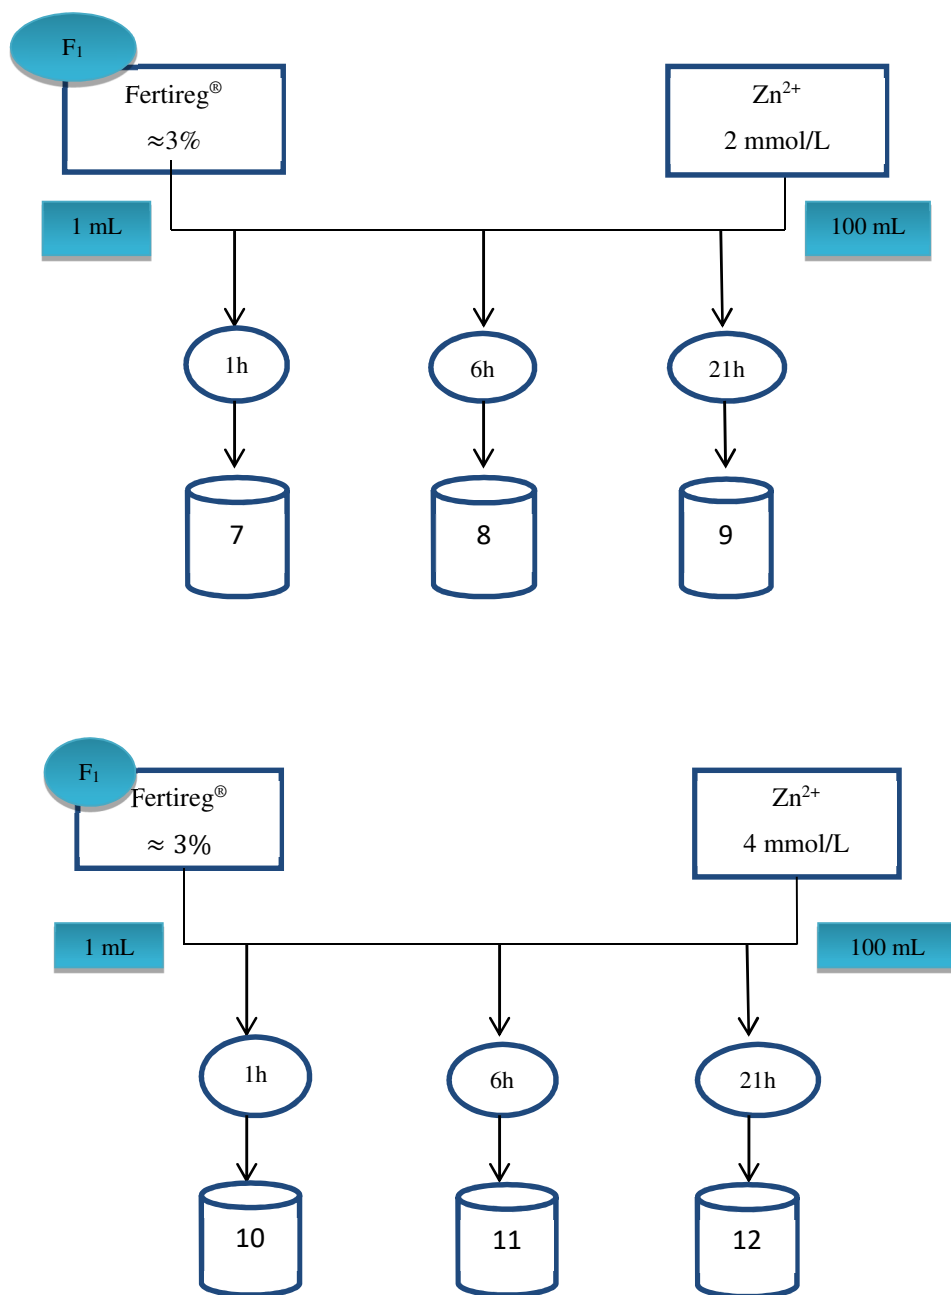 F₁
Fertireg®
≈3%
Zn²⁺
2 mmol/L
1 mL
100 mL
1h
6h
21h
7
8
9
F₁
Fertireg®
≈ 3%
Zn²⁺
4 mmol/L
1 mL
100 mL
1h
6h
21h
10
11
12